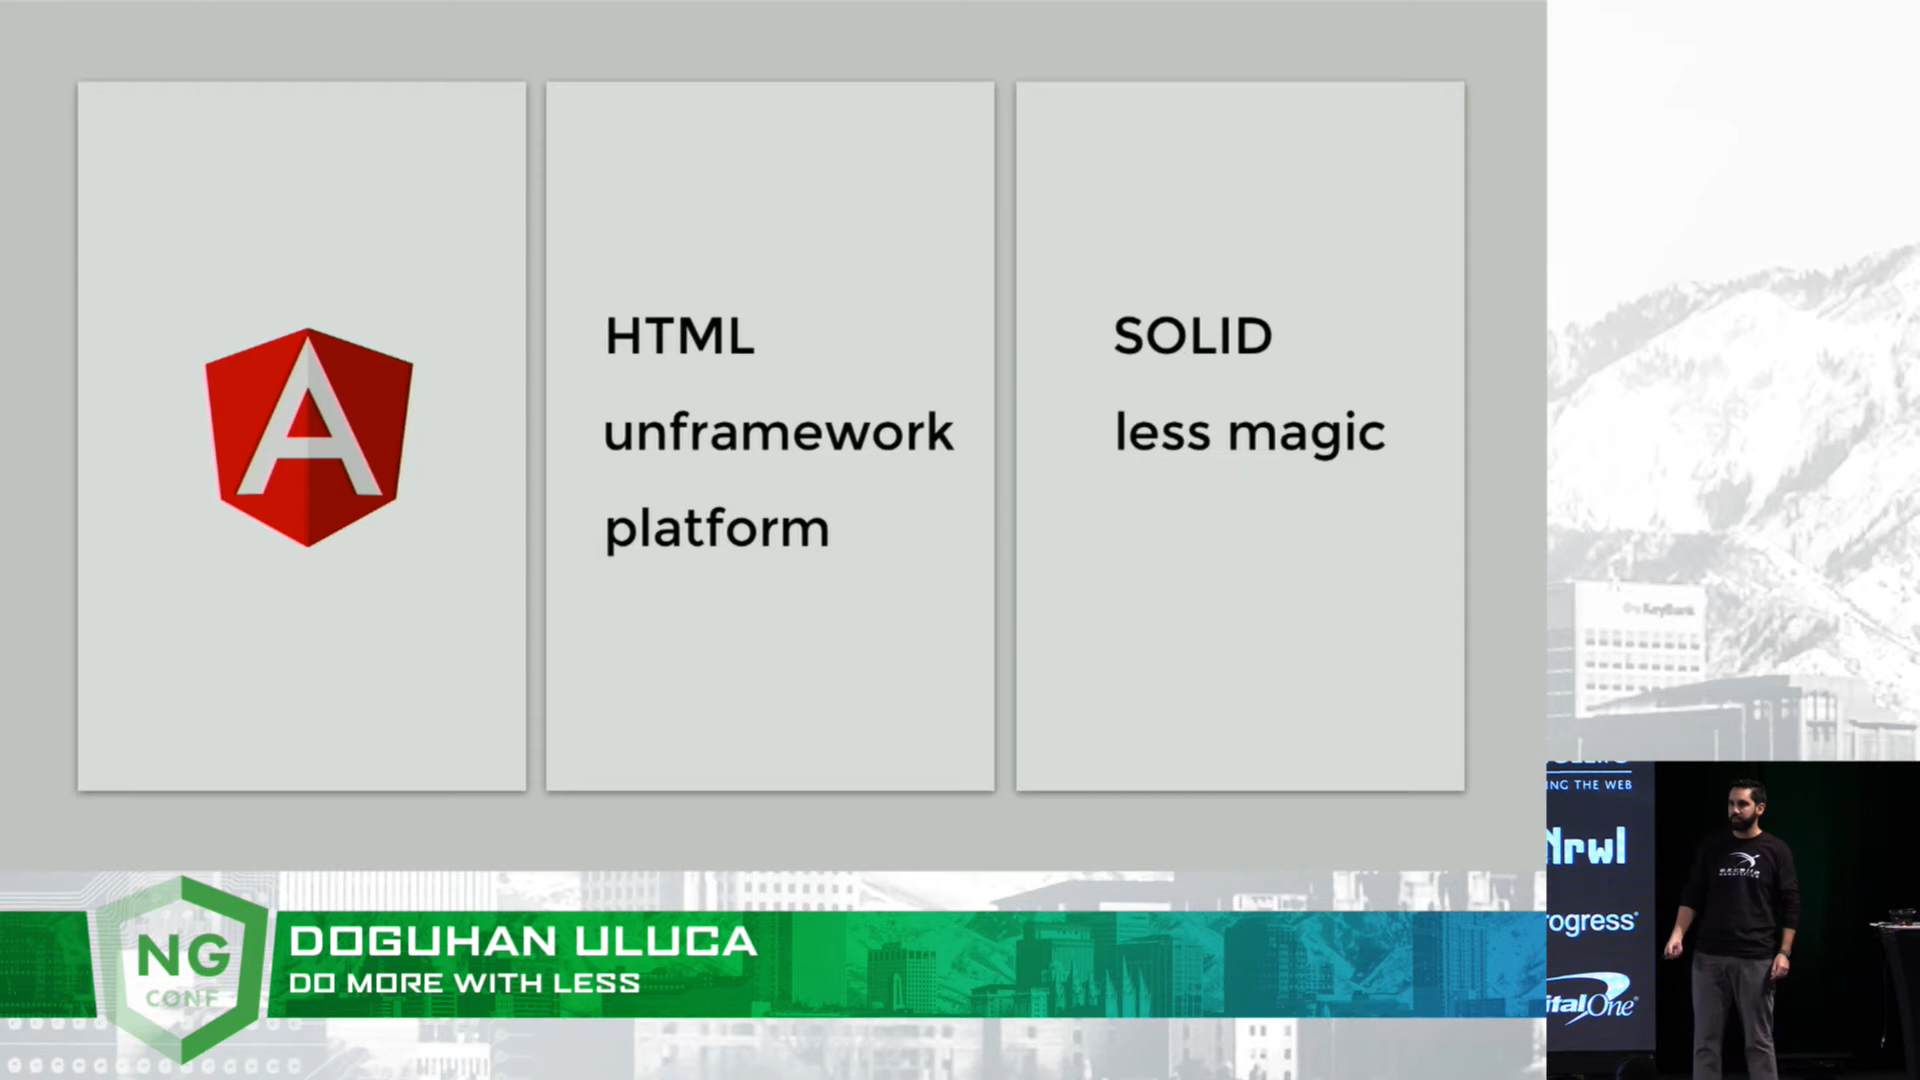 HTML
unframework
platform
SOLID
less magic
KeyBank
ING THE WEB
Nrwl
rogress
italOne
NG
CONF
DOGUHAN ULUCA
DO MORE WITH LESS